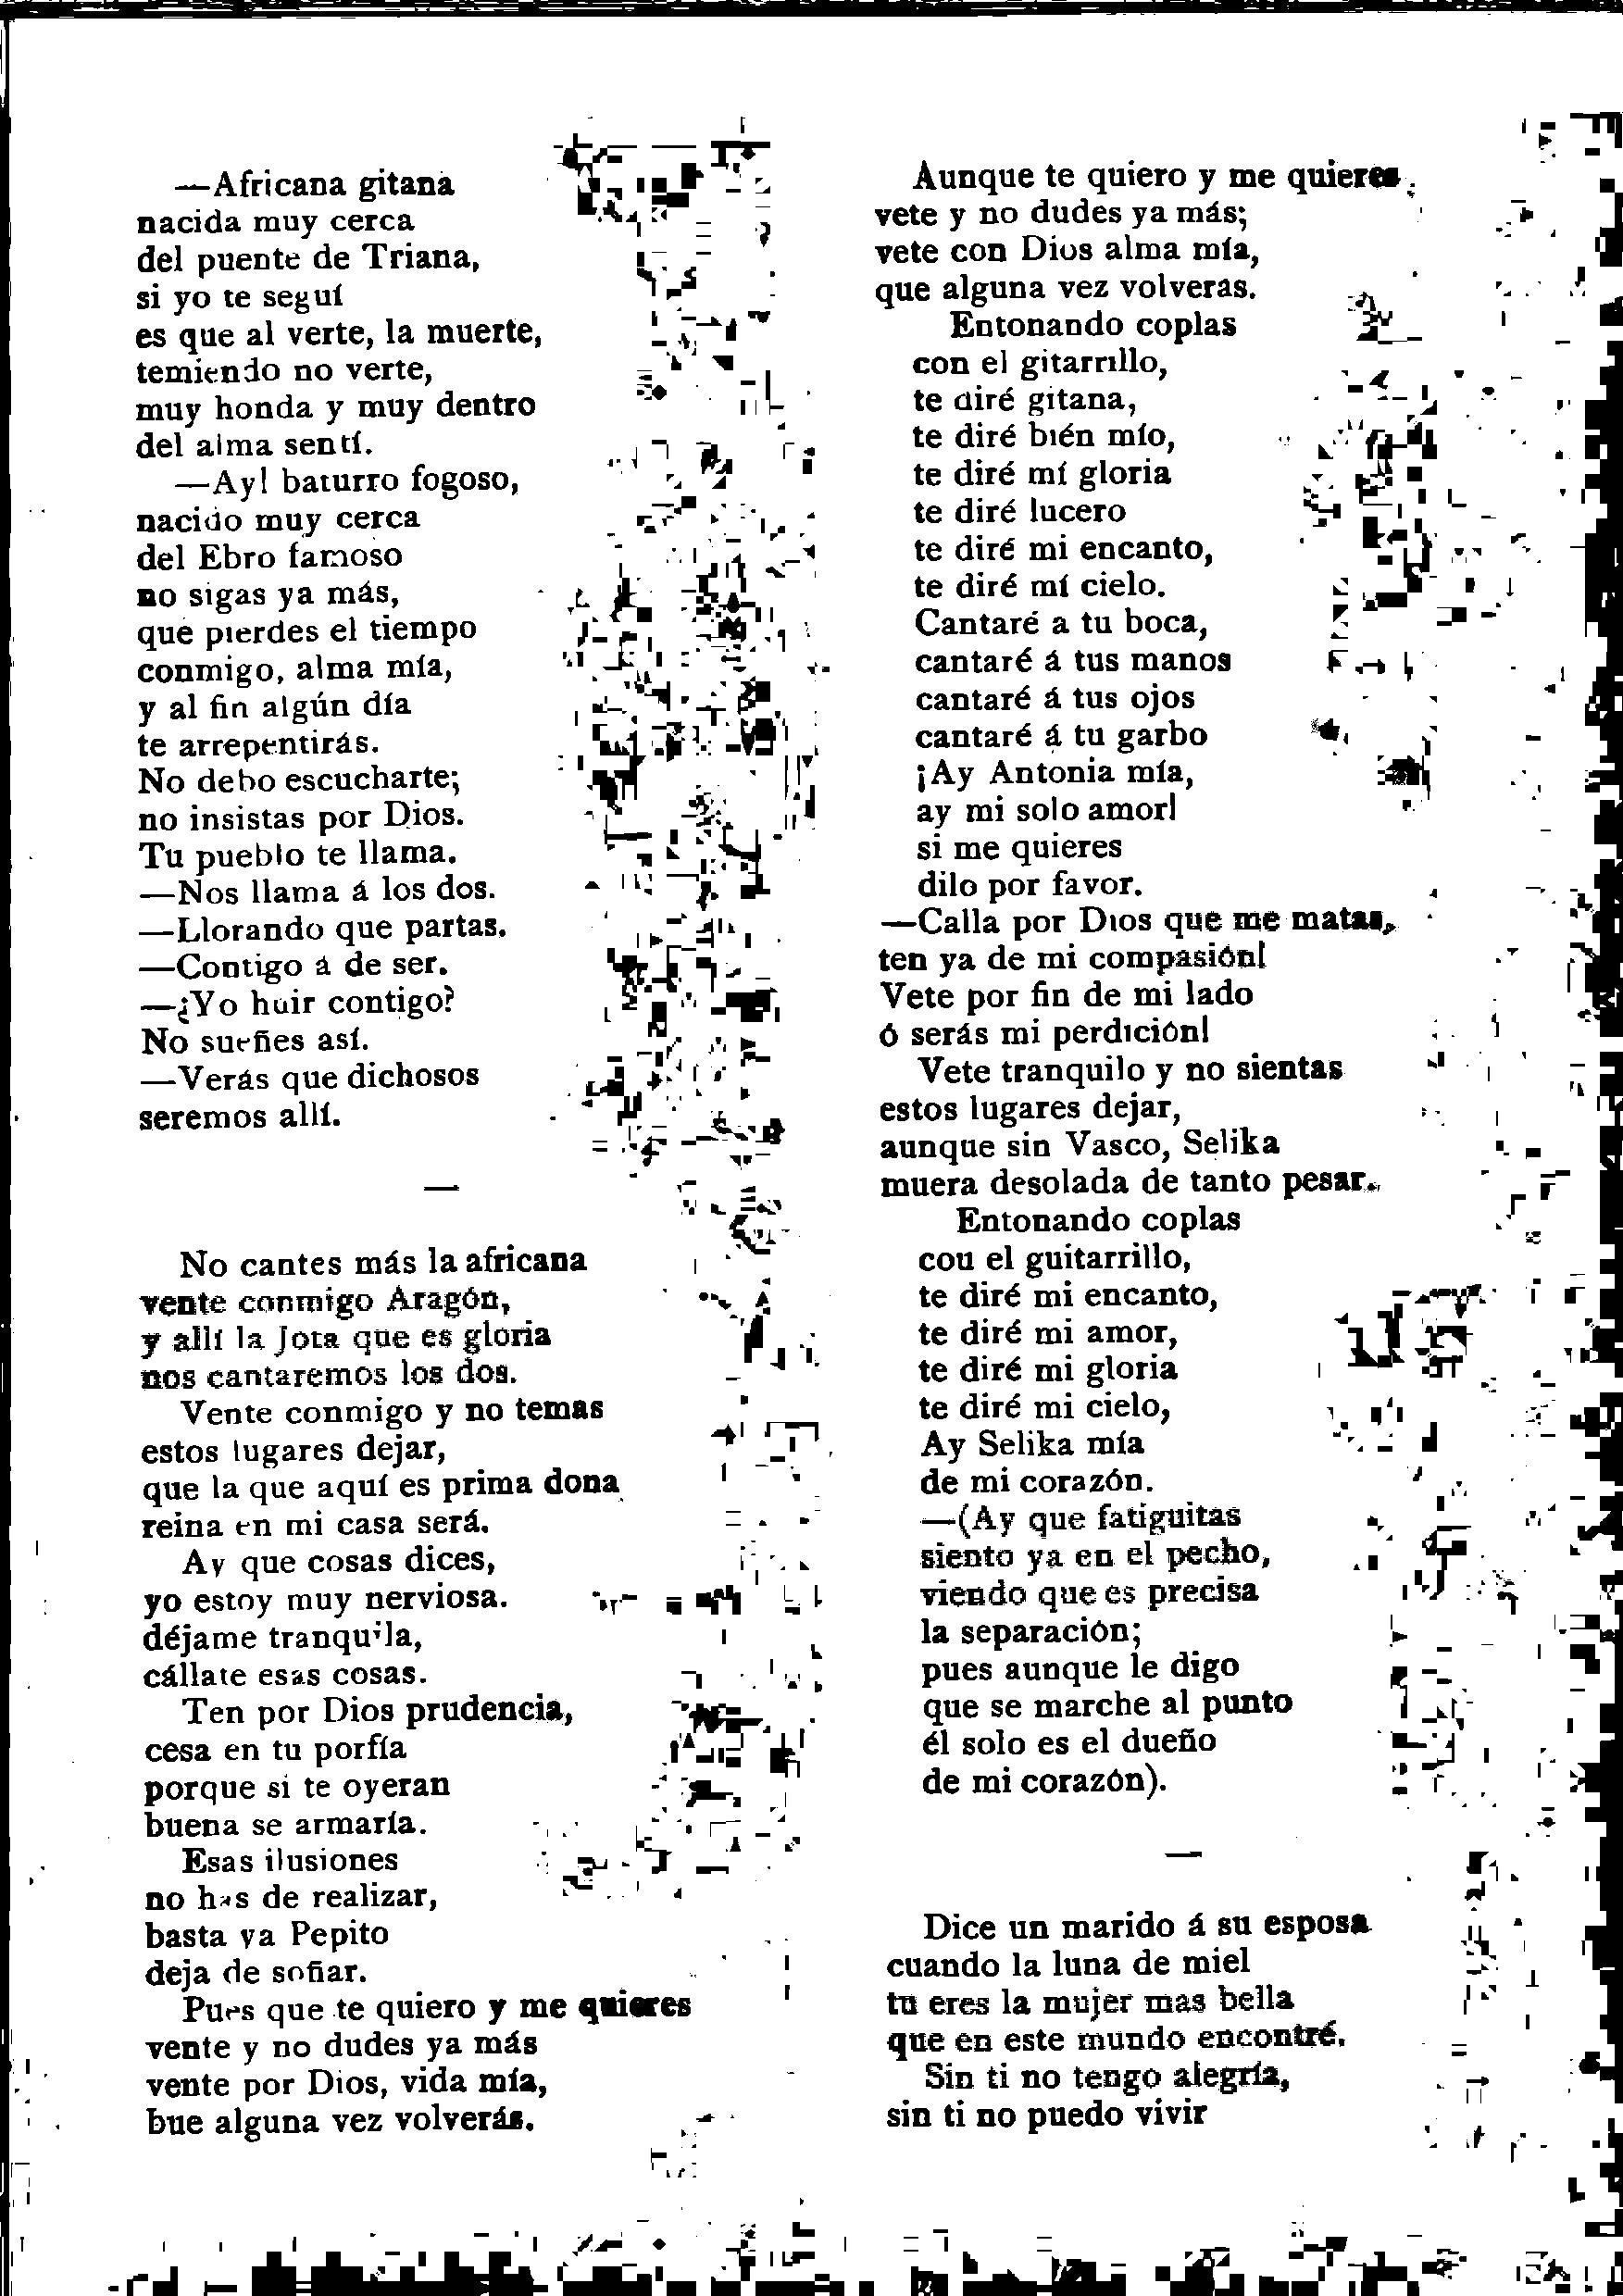 —Africana gitana
nacida muy cerca
del puente de Triana,
si yo te seguí
es que al verte, la muerte,
temiendo no verte,
muy honda y muy dentro
del alma sentí.
—Ay! baturro fogoso,
nacido muy cerca
del Ebro famoso
no sigas ya más,
que pierdes el tiempo
conmigo, alma mía,
y al fin algún día
te arrepentirás.
No debo escucharte;
no insistas por Dios.
Tu pueblo te llama.
—Nos llama á los dos.
—Llorando que partas.
—Contigo á de ser.
—¿Yo huir contigo?
No sueñes así.
—Verás que dichosos
seremos allí.
—
No cantes más la africana
vente conmigo Aragón,
y allí la Jota que es gloria
nos cantaremos los dos.
Vente conmigo y no temas
estos lugares dejar,
que la que aquí es prima dona
reina en mi casa será.
Ay que cosas dices,
yo estoy muy nerviosa.
déjame tranquila,
cállate esas cosas.
Ten por Dios prudencia,
cesa en tu porfía
porque si te oyeran
buena se armaría.
Esas ilusiones
no has de realizar,
basta ya Pepito
deja de soñar.
Pues que te quiero y me quieres
vente y no dudes ya más
vente por Dios, vida mía,
bue alguna vez volverás.
Aunque te quiero y me quieres,
vete y no dudes ya más;
vete con Dios alma mía,
que alguna vez volveras.
Entonando coplas
con el gitarrillo,
te diré gitana,
te diré bién mío,
te diré mí gloria
te diré lucero
te diré mi encanto,
te diré mí cielo.
Cantaré a tu boca,
cantaré á tus manos
cantaré á tus ojos
cantaré á tu garbo
¡Ay Antonia mía,
ay mi solo amor!
si me quieres
dilo por favor.
—Calla por Dios que me matas,
ten ya de mi compasión!
Vete por fin de mi lado
ó serás mi perdición!
Vete tranquilo y no sientas
estos lugares dejar,
aunque sin Vasco, Selika
muera desolada de tanto pesar.
Entonando coplas
cou el guitarrillo,
te diré mi encanto,
te diré mi amor,
te diré mi gloria
te diré mi cielo,
Ay Selika mía
de mi corazón.
—(Ay que fatiguitas
siento ya en el pecho,
viendo que es precisa
la separación;
pues aunque le digo
que se marche al punto
él solo es el dueño
de mi corazón).
—
Dice un marido á su esposa
cuando la luna de miel
tu eres la mujer mas bella
que en este mundo encontré.
Sin ti no tengo alegría,
sin ti no puedo vivir